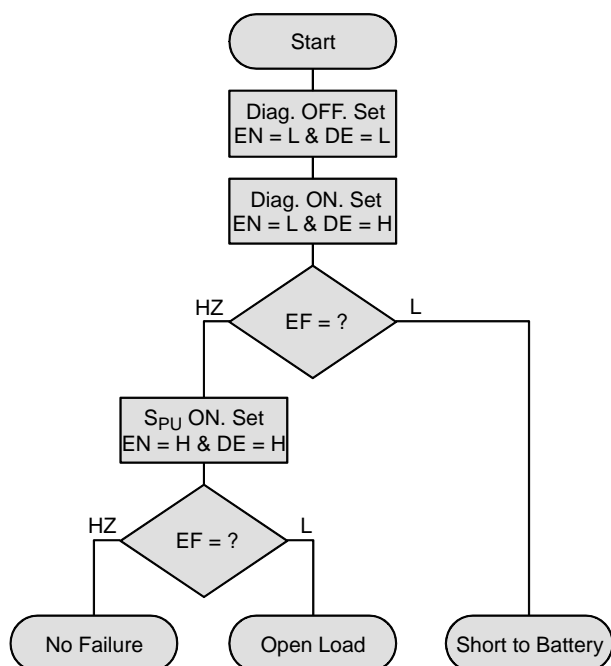 Start
Diag. OFF. Set
EN = L & DE = L
Diag. ON. Set
EN = L & DE = H
HZ
EF = ?
L
SPU ON. Set
EN = H & DE = H
HZ
EF = ?
L
No Failure
Open Load
Short to Battery